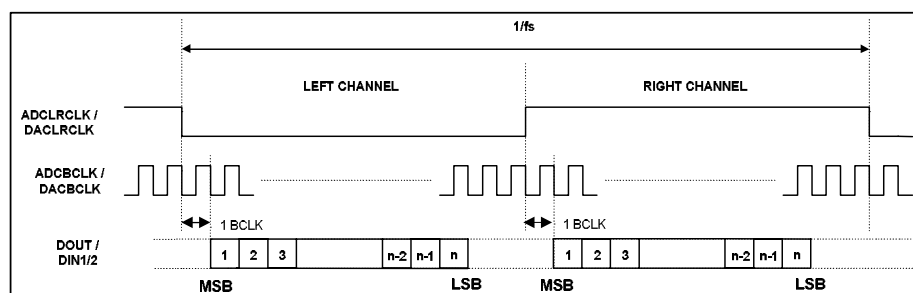 1/fs
LEFT CHANNEL
RIGHT CHANNEL
ADCLRCLK /
DACLRCLK
ADCBCLK /
DACBCLK
1 BCLK
1 BCLK
DOUT /
DIN1/2
1 2 3 n-2 n-1 n
1 2 3 n-2 n-1 n
MSB LSB MSB LSB